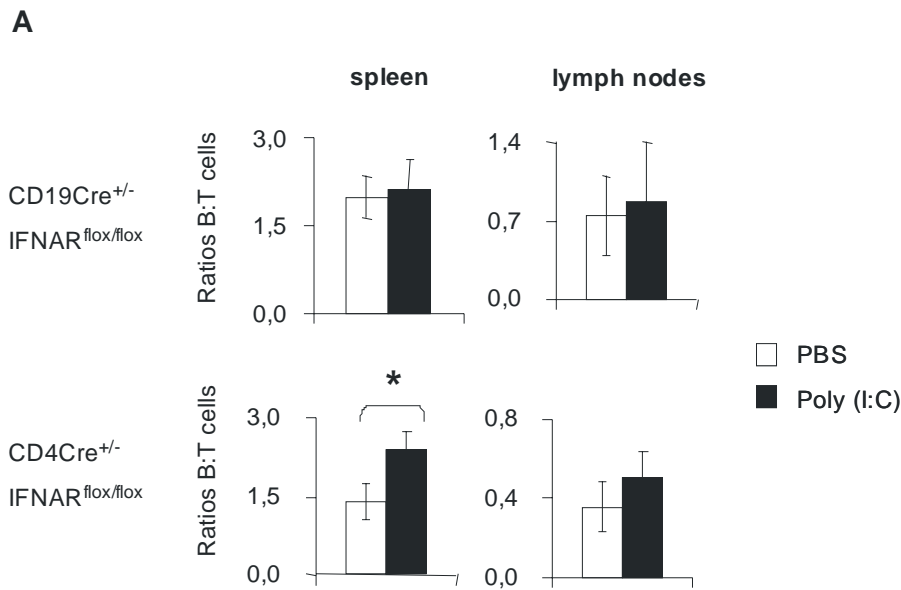 A
spleen
lymph nodes
CD19Cre+/-
IFNARflox/flox
Ratios B:T cells
3,0
1,5
0,0
1,4
0,7
0,0
PBS
Poly (I:C)
CD4Cre+/-
IFNARflox/flox
Ratios B:T cells
*
3,0
1,5
0,0
0,8
0,4
0,0